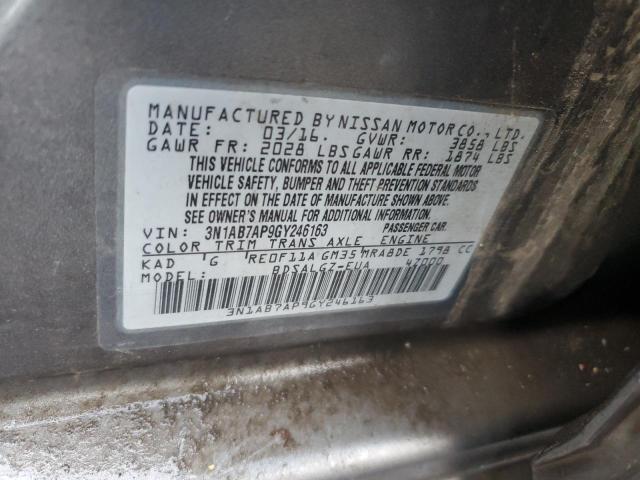 MANUFACTURED BY NISSAN MOTOR CO., LTD.
DATE: 03/16. GVWR: 3858 LBS
GAWR FR: 2028 LBS GAWR RR: 1874 LBS
THIS VEHICLE CONFORMS TO ALL APPLICABLE FEDERAL MOTOR
VEHICLE SAFETY, BUMPER AND THEFT PREVENTION STANDARDS
IN EFFECT ON THE DATE OF MANUFACTURE SHOWN ABOVE.
SEE OWNER'S MANUAL FOR ADDITIONAL INFORMATION.
VIN: 3N1AB7AP9GY246163 PASSENGER CAR.
COLOR TRIM TRANS AXLE ENGINE
KAD G RE0F11A GM35 MRA8DE 1798 CC
MODEL: BDSALG7-EUA 47000
3N1AB7AP9GY246163